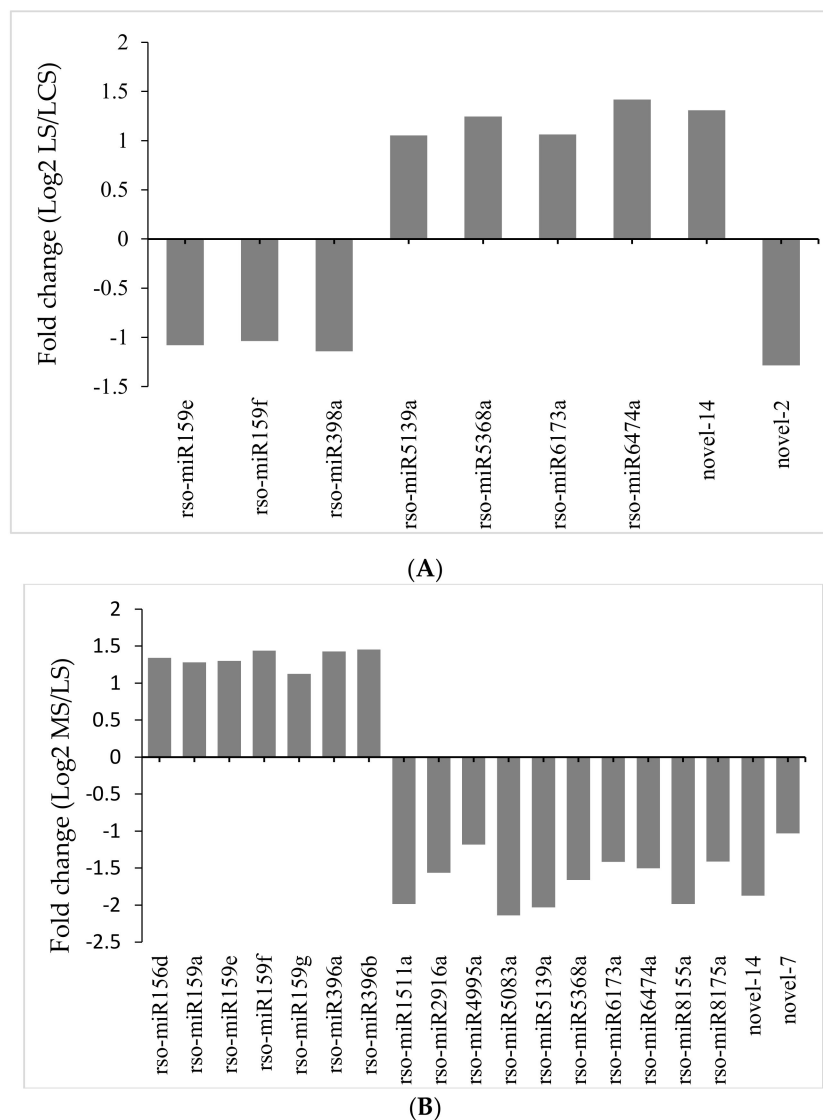 Fold change (Log2 LS/LCS)
2
1.5
1
0.5
0
-0.5
-1
-1.5
rso-miR159e
rso-miR159f
rso-miR398a
rso-miR5139a
rso-miR5368a
rso-miR6173a
rso-miR6474a
novel-14
novel-2
(A)
Fold change (Log2 MS/LS)
2
1.5
1
0.5
0
-0.5
-1
-1.5
-2
-2.5
rso-miR156d
rso-miR159a
rso-miR159e
rso-miR159f
rso-miR159g
rso-miR396a
rso-miR396b
rso-miR1511a
rso-miR2916a
rso-miR4995a
rso-miR5083a
rso-miR5139a
rso-miR5368a
rso-miR6173a
rso-miR6474a
rso-miR8155a
rso-miR8175a
novel-14
novel-7
(B)